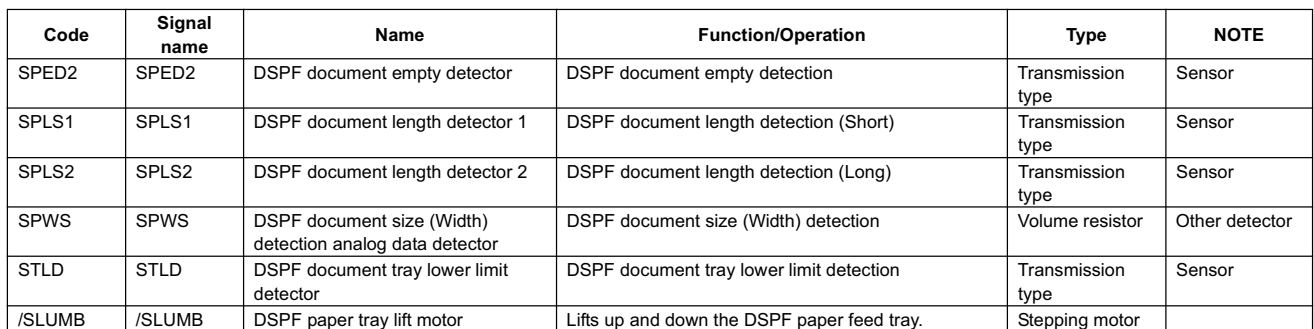 Code Signal name Name Function/Operation Type NOTE
SPED2 SPED2 DSPF document empty detector DSPF document empty detection Transmission type Sensor
SPLS1 SPLS1 DSPF document length detector 1 DSPF document length detection (Short) Transmission type Sensor
SPLS2 SPLS2 DSPF document length detector 2 DSPF document length detection (Long) Transmission type Sensor
SPWS SPWS DSPF document size (Width) detection analog data detector DSPF document size (Width) detection Volume resistor Other detector
STLD STLD DSPF document tray lower limit detector DSPF document tray lower limit detection Transmission type Sensor
/SLUMB /SLUMB DSPF paper tray lift motor Lifts up and down the DSPF paper feed tray. Stepping motor